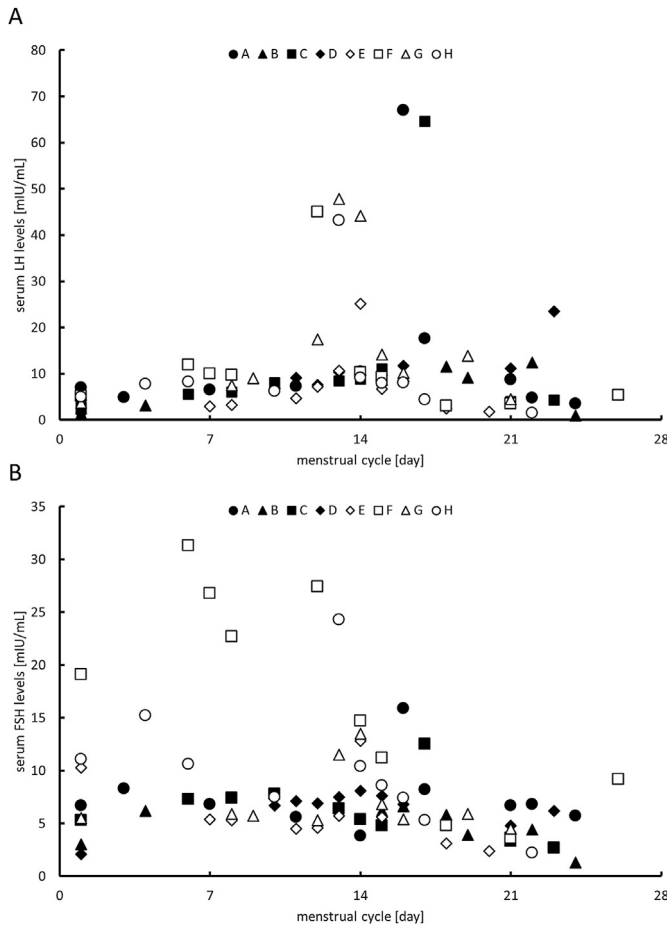 A
serum LH levels [mIU/mL]
80
70
60
50
40
30
20
10
0
A B C D E F G H
0 7 14 21 28
menstrual cycle [day]
B
serum FSH levels [mIU/mL]
35
30
25
20
15
10
5
0
A B C D E F G H
0 7 14 21 28
menstrual cycle [day]